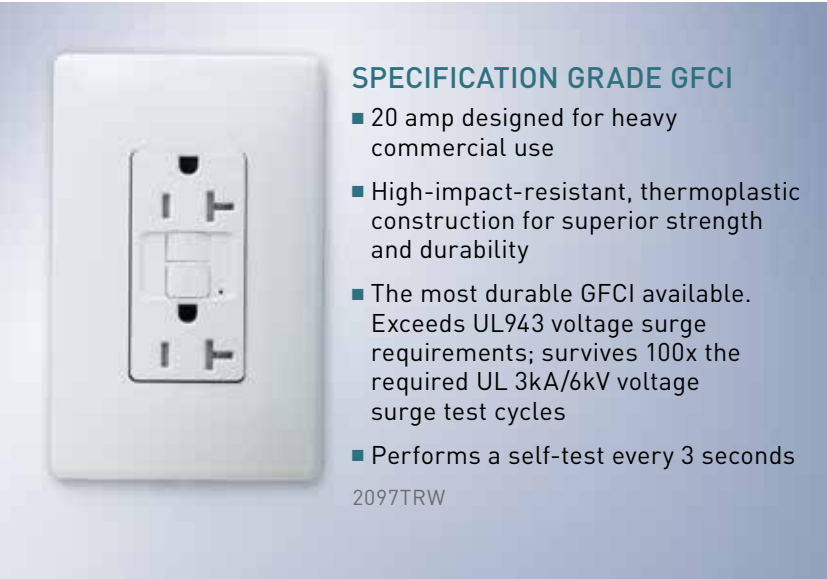 SPECIFICATION GRADE GFCI
■ 20 amp designed for heavy
commercial use
■ High-impact-resistant, thermoplastic
construction for superior strength
and durability
■ The most durable GFCI available.
Exceeds UL943 voltage surge
requirements; survives 100x the
required UL 3kA/6kV voltage
surge test cycles
■ Performs a self-test every 3 seconds
2097TRW